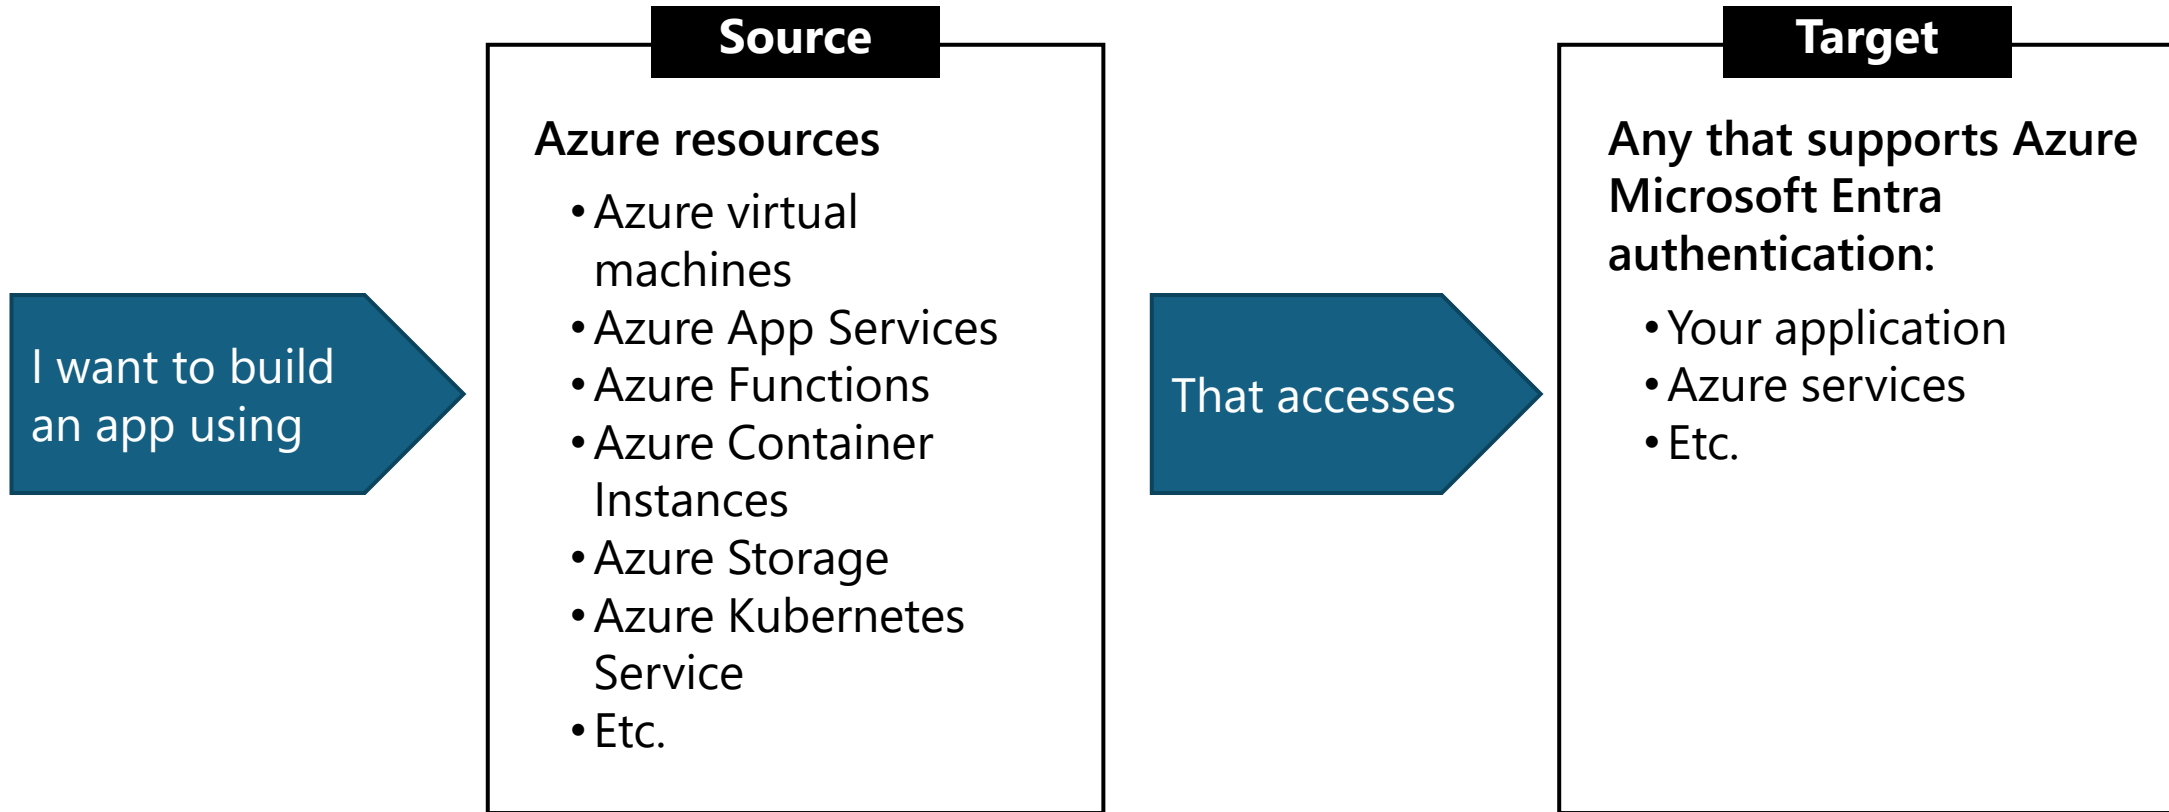 I want to build
an app using
Source
Azure resources
• Azure virtual
machines
• Azure App Services
• Azure Functions
• Azure Container
Instances
• Azure Storage
• Azure Kubernetes
Service
• Etc.
That accesses
Target
Any that supports Azure
Microsoft Entra
authentication:
• Your application
• Azure services
• Etc.